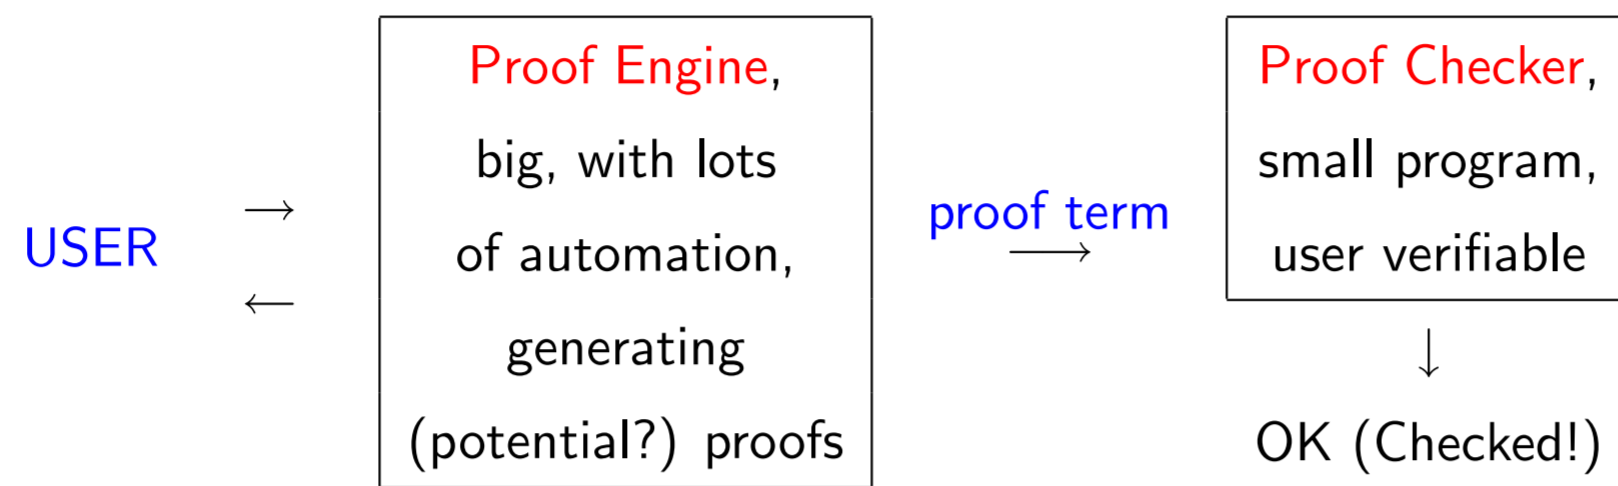 USER
→
←
Proof Engine,
big, with lots
of automation,
generating
(potential?) proofs
proof term
→
Proof Checker,
small program,
user verifiable
↓
OK (Checked!)